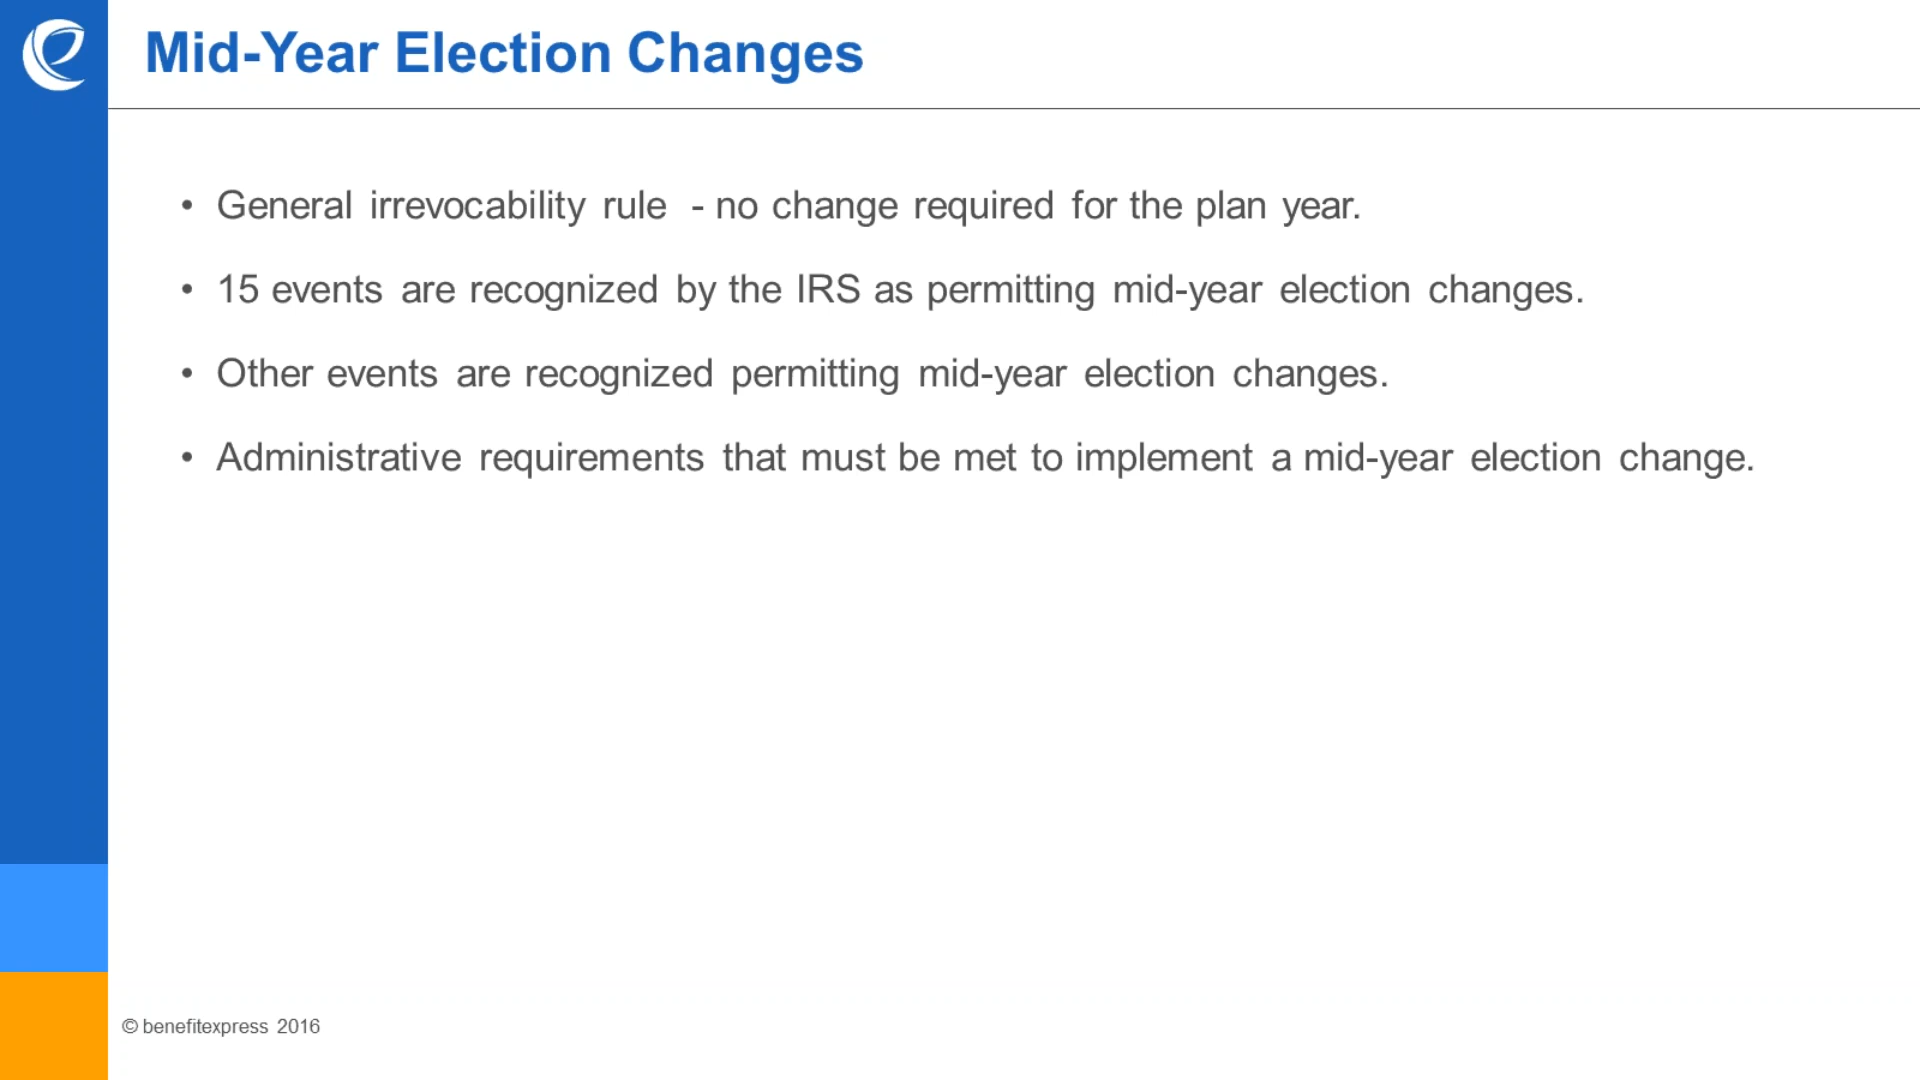 Mid-Year Election Changes
• General irrevocability rule - no change required for the plan year.
• 15 events are recognized by the IRS as permitting mid-year election changes.
• Other events are recognized permitting mid-year election changes.
• Administrative requirements that must be met to implement a mid-year election change.
© benefitexpress 2016